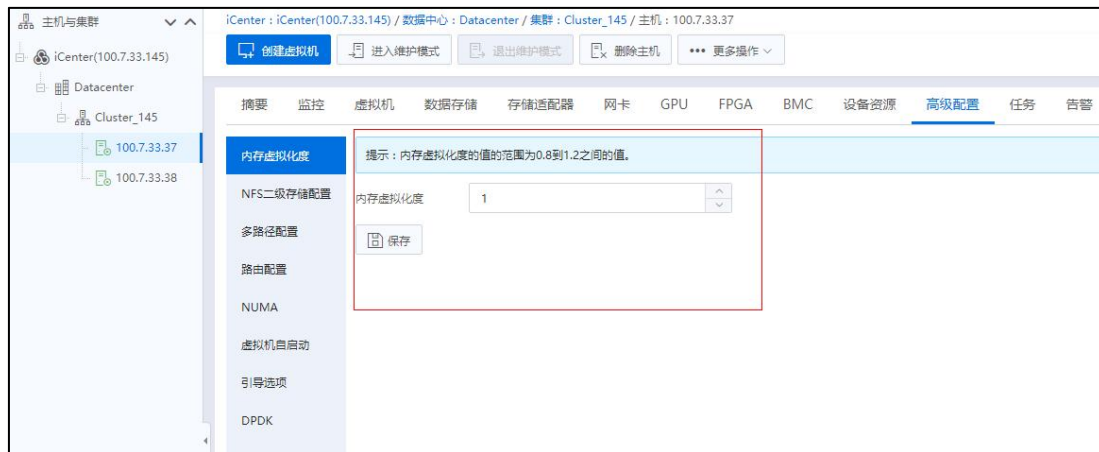 主机与集群
iCenter(100.7.33.145)
Datacenter
Cluster_145
100.7.33.37
100.7.33.38
iCenter : iCenter(100.7.33.145) / 数据中心 : Datacenter / 集群 : Cluster_145 / 主机 : 100.7.33.37
创建虚拟机 进入维护模式 退出维护模式 删除主机 ••• 更多操作
摘要 监控 虚拟机 数据存储 存储适配器 网卡 GPU FPGA BMC 设备资源 高级配置 任务 告警
内存虚拟化度
NFS二级存储配置
多路径配置
路由配置
NUMA
虚拟机自启动
引导选项
DPDK
提示：内存虚拟化度的值的范围为0.8到1.2之间的值。
内存虚拟化度 1
保存